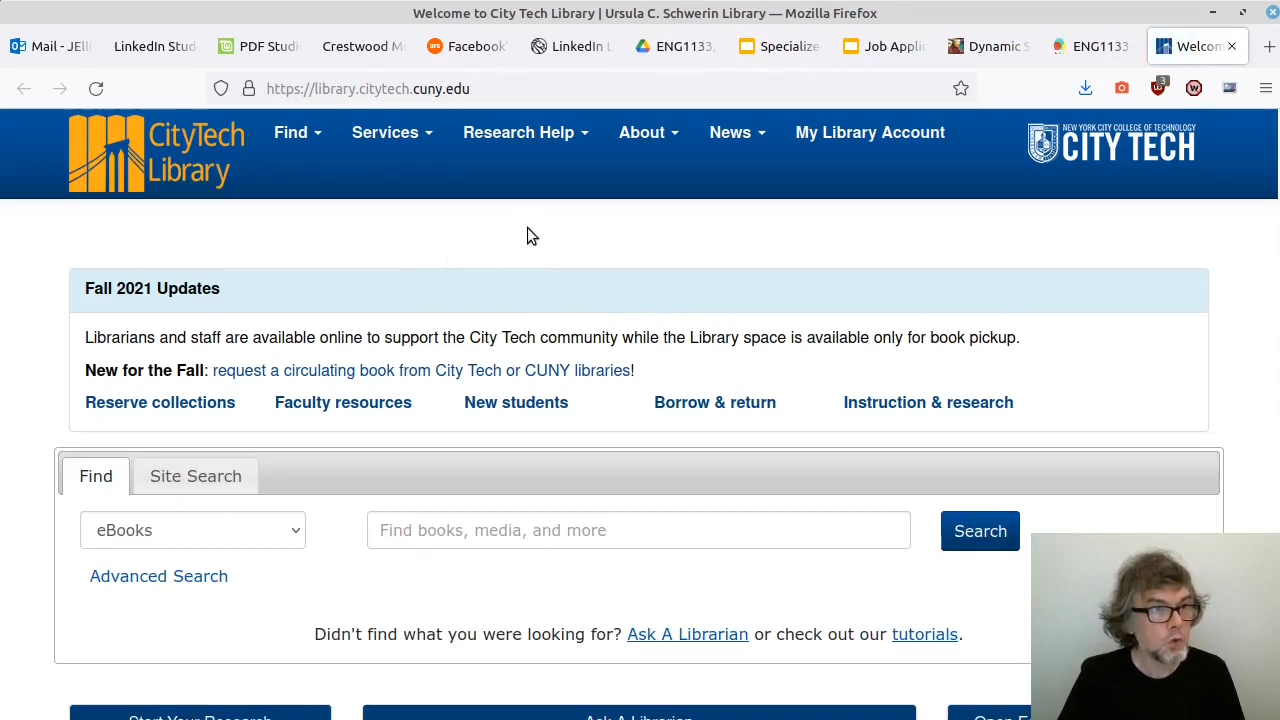 Welcome to City Tech Library | Ursula C. Schwerin Library — Mozilla Firefox
Mail - JElli
LinkedIn Stud
PDF Studi
Crestwood M
ars
Facebook'
LinkedIn L
ENG1133,
Specialize
Job Appli
Dynamic S
ENG1133
Welcom
https://library.citytech.cuny.edu
3
CityTech
Library
Find
Services
Research Help
About
News
My Library Account
NEW YORK CITY COLLEGE OF TECHNOLOGY
CITY TECH
Fall 2021 Updates
Librarians and staff are available online to support the City Tech community while the Library space is available only for book pickup.
New for the Fall: request a circulating book from City Tech or CUNY libraries!
Reserve collections
Faculty resources
New students
Borrow & return
Instruction & research
Find
Site Search
eBooks
Find books, media, and more
Search
Advanced Search
Didn't find what you were looking for? Ask A Librarian or check out our tutorials.
Start Your Research
Ask A Librarian